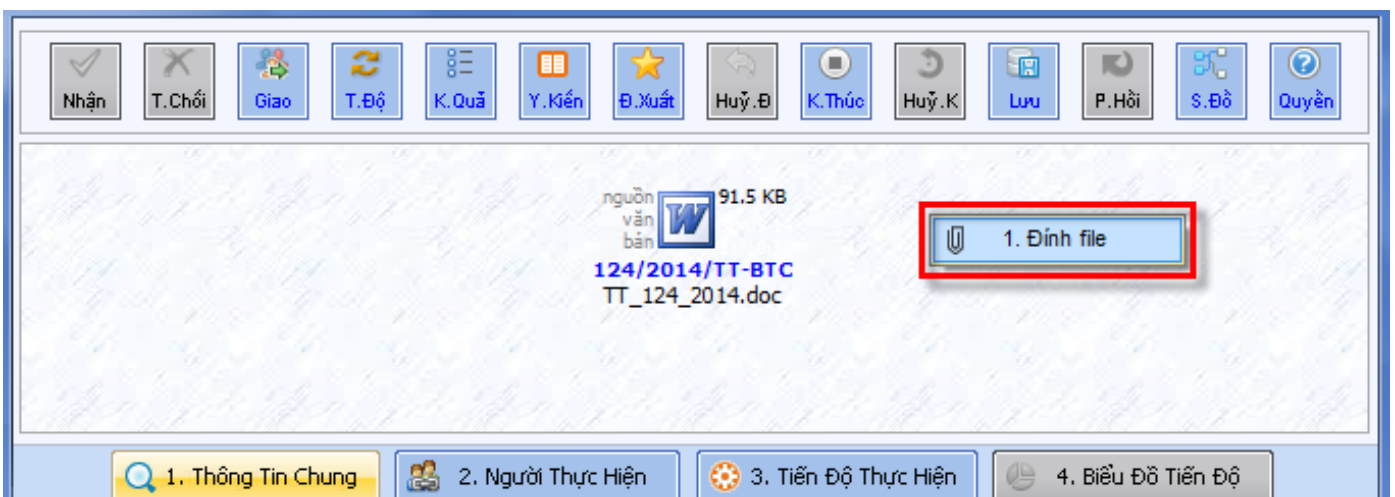 Nhận T.Chối Giao T.Độ K.Quả Y.Kiến Đ.Xuất Huỷ.Đ K.Thúc Huỷ.K Lưu P.Hồi S.Đồ Quyền
nguồn
văn
bản
91.5 KB
124/2014/TT-BTC
TT_124_2014.doc
1. Đính file
1. Thông Tin Chung 2. Người Thực Hiện 3. Tiến Độ Thực Hiện 4. Biểu Đồ Tiến Độ